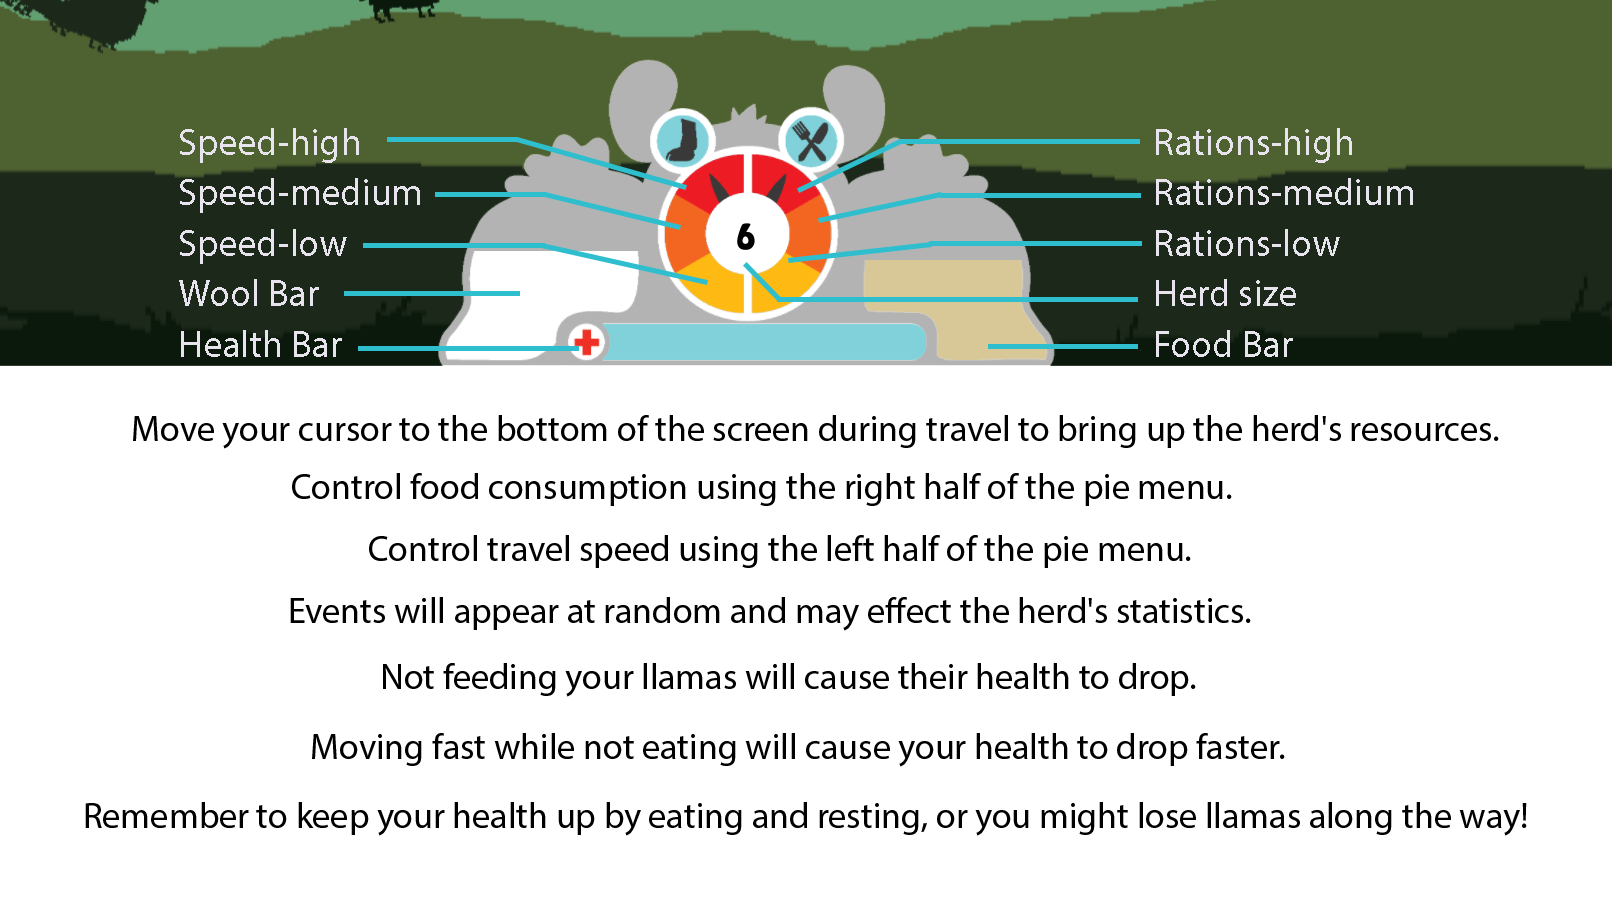 Speed-high
Rations-high
Speed-medium
Rations-medium
Speed-low
Rations-low
6
Wool Bar
Herd size
Health Bar
Food Bar
Move your cursor to the bottom of the screen during travel to bring up the herd's resources.
Control food consumption using the right half of the pie menu.
Control travel speed using the left half of the pie menu.
Events will appear at random and may effect the herd's statistics.
Not feeding your llamas will cause their health to drop.
Moving fast while not eating will cause your health to drop faster.
Remember to keep your health up by eating and resting, or you might lose llamas along the way!